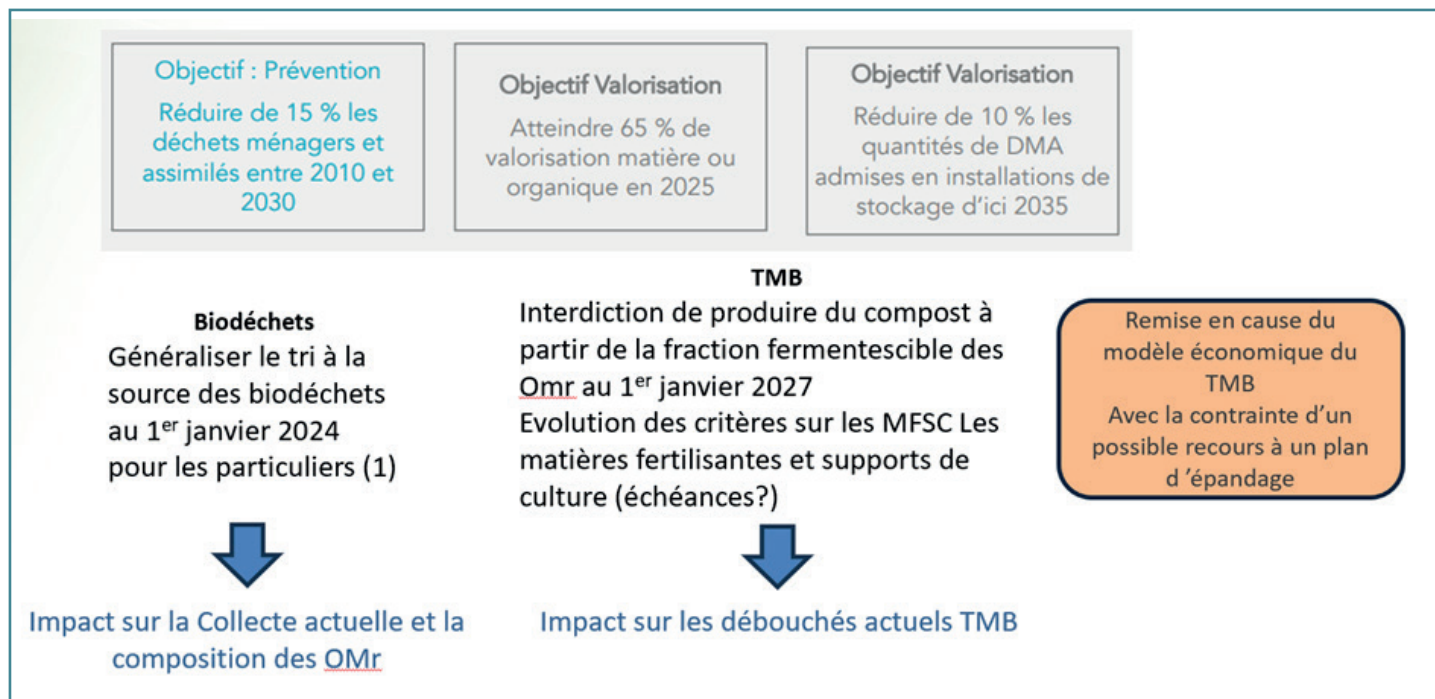 Objectif : Prévention
Réduire de 15 % les
déchets ménagers et
assimilés entre 2010 et
2030
Objectif Valorisation
Atteindre 65 % de
valorisation matière ou
organique en 2025
Objectif Valorisation
Réduire de 10 % les
quantités de DMA
admises en installations de
stockage d'ici 2035
Biodéchets
Généraliser le tri à la
source des biodéchets
au 1er janvier 2024
pour les particuliers (1)
TMB
Interdiction de produire du compost à
partir de la fraction fermentescible des
Omr au 1er janvier 2027
Evolution des critères sur les MFSC Les
matières fertilisantes et supports de
culture (échéances?)
Remise en cause du
modèle économique du
TMB
Avec la contrainte d'un
possible recours à un plan
d 'épandage
Impact sur la Collecte actuelle et la
composition des OMr
Impact sur les débouchés actuels TMB